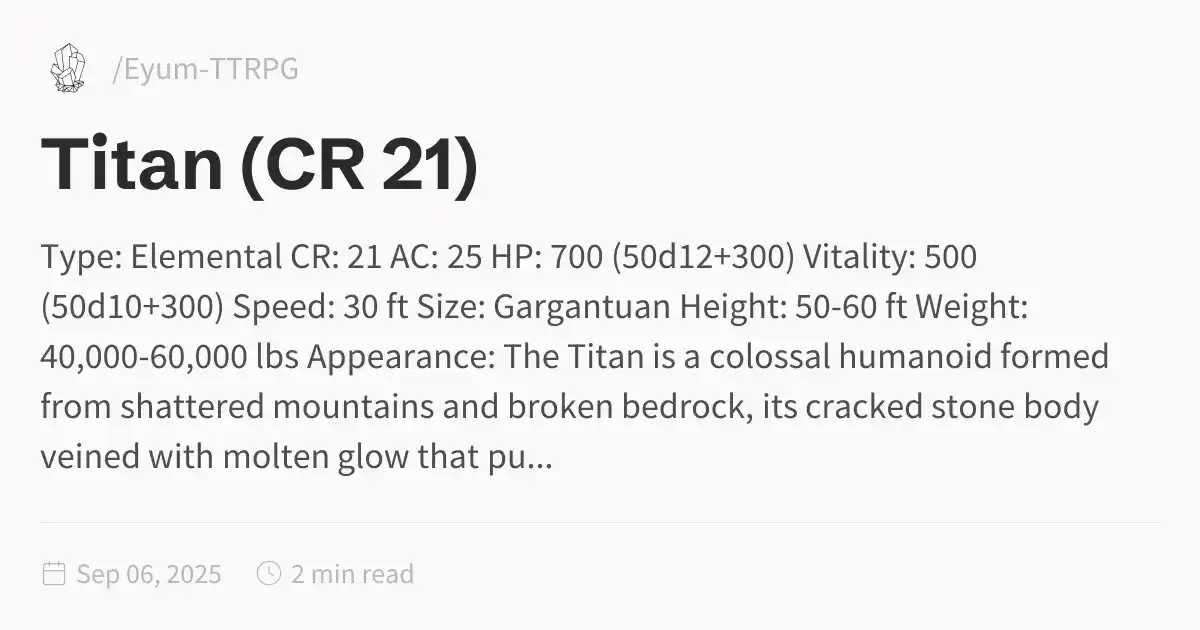 /Eyum-TTRPG
Titan (CR 21)
Type: Elemental CR: 21 AC: 25 HP: 700 (50d12+300) Vitality: 500
(50d10+300) Speed: 30 ft Size: Gargantuan Height: 50-60 ft Weight:
40,000-60,000 lbs Appearance: The Titan is a colossal humanoid formed
from shattered mountains and broken bedrock, its cracked stone body
veined with molten glow that pu...
Sep 06, 2025 2 min read